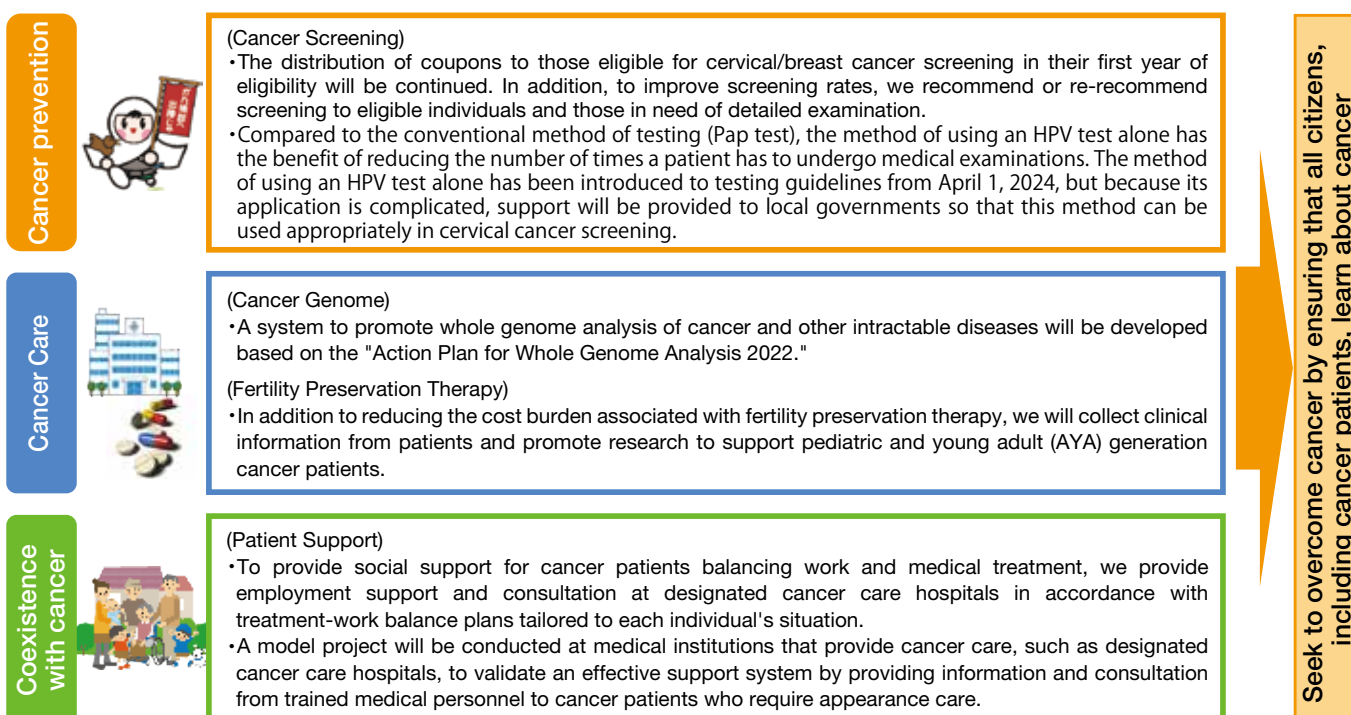 Cancer prevention
(Cancer Screening)
・The distribution of coupons to those eligible for cervical/breast cancer screening in their first year of
eligibility will be continued. In addition, to improve screening rates, we recommend or re-recommend
screening to eligible individuals and those in need of detailed examination.
・Compared to the conventional method of testing (Pap test), the method of using an HPV test alone has
the benefit of reducing the number of times a patient has to undergo medical examinations. The method
of using an HPV test alone has been introduced to testing guidelines from April 1, 2024, but because its
application is complicated, support will be provided to local governments so that this method can be
used appropriately in cervical cancer screening.
Cancer Care
(Cancer Genome)
・A system to promote whole genome analysis of cancer and other intractable diseases will be developed
based on the "Action Plan for Whole Genome Analysis 2022."
(Fertility Preservation Therapy)
・In addition to reducing the cost burden associated with fertility preservation therapy, we will collect clinical
information from patients and promote research to support pediatric and young adult (AYA) generation
cancer patients.
Coexistence
with cancer
(Patient Support)
・To provide social support for cancer patients balancing work and medical treatment, we provide
employment support and consultation at designated cancer care hospitals in accordance with
treatment-work balance plans tailored to each individual's situation.
・A model project will be conducted at medical institutions that provide cancer care, such as designated
cancer care hospitals, to validate an effective support system by providing information and consultation
from trained medical personnel to cancer patients who require appearance care.
Seek to overcome cancer by ensuring that all citizens,
including cancer patients, learn about cancer